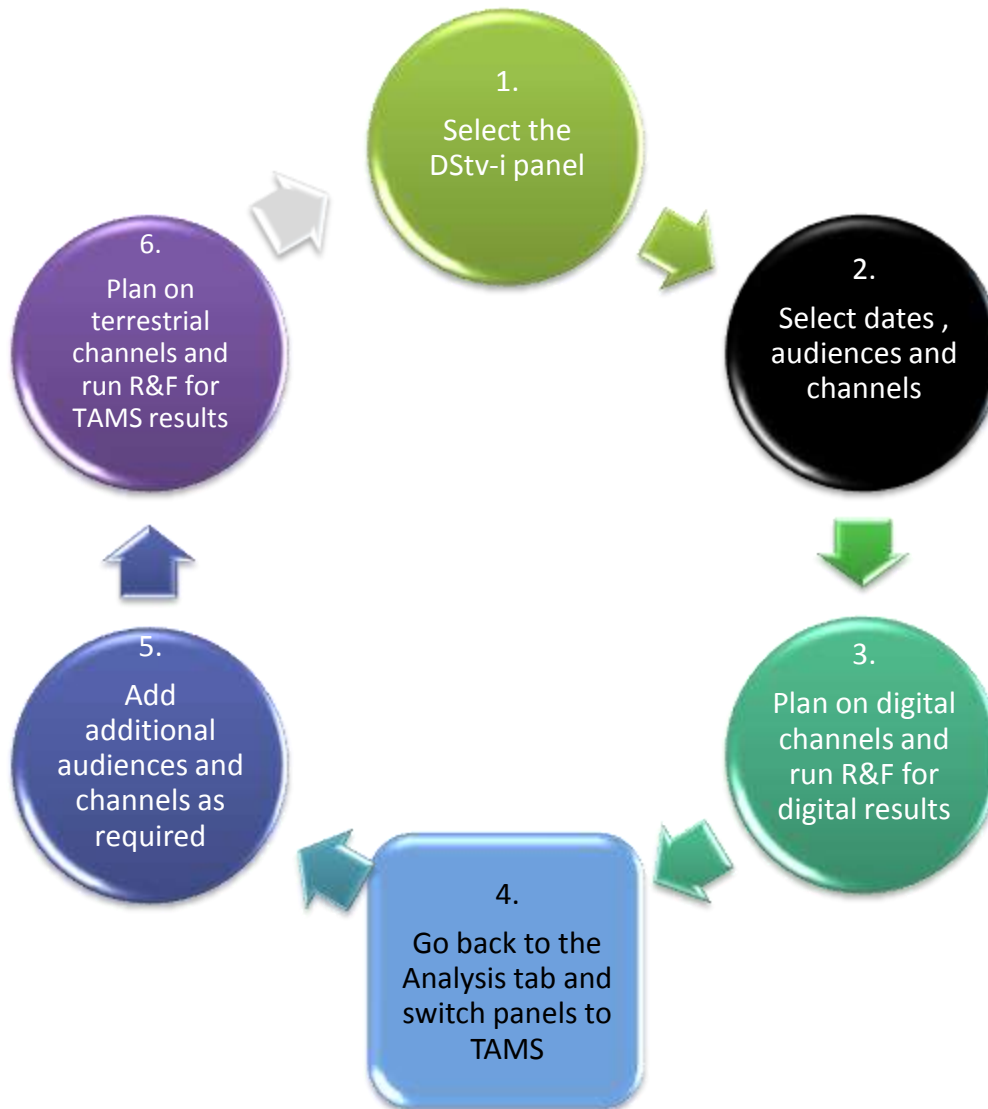 1.
Select the
DStv-i panel
2.
Select dates ,
audiences and
channels
3.
Plan on digital
channels and
run R&F for
digital results
4.
Go back to the
Analysis tab and
switch panels to
TAMS
5.
Add
additional
audiences and
channels as
required
6.
Plan on
terrestrial
channels and
run R&F for
TAMS results